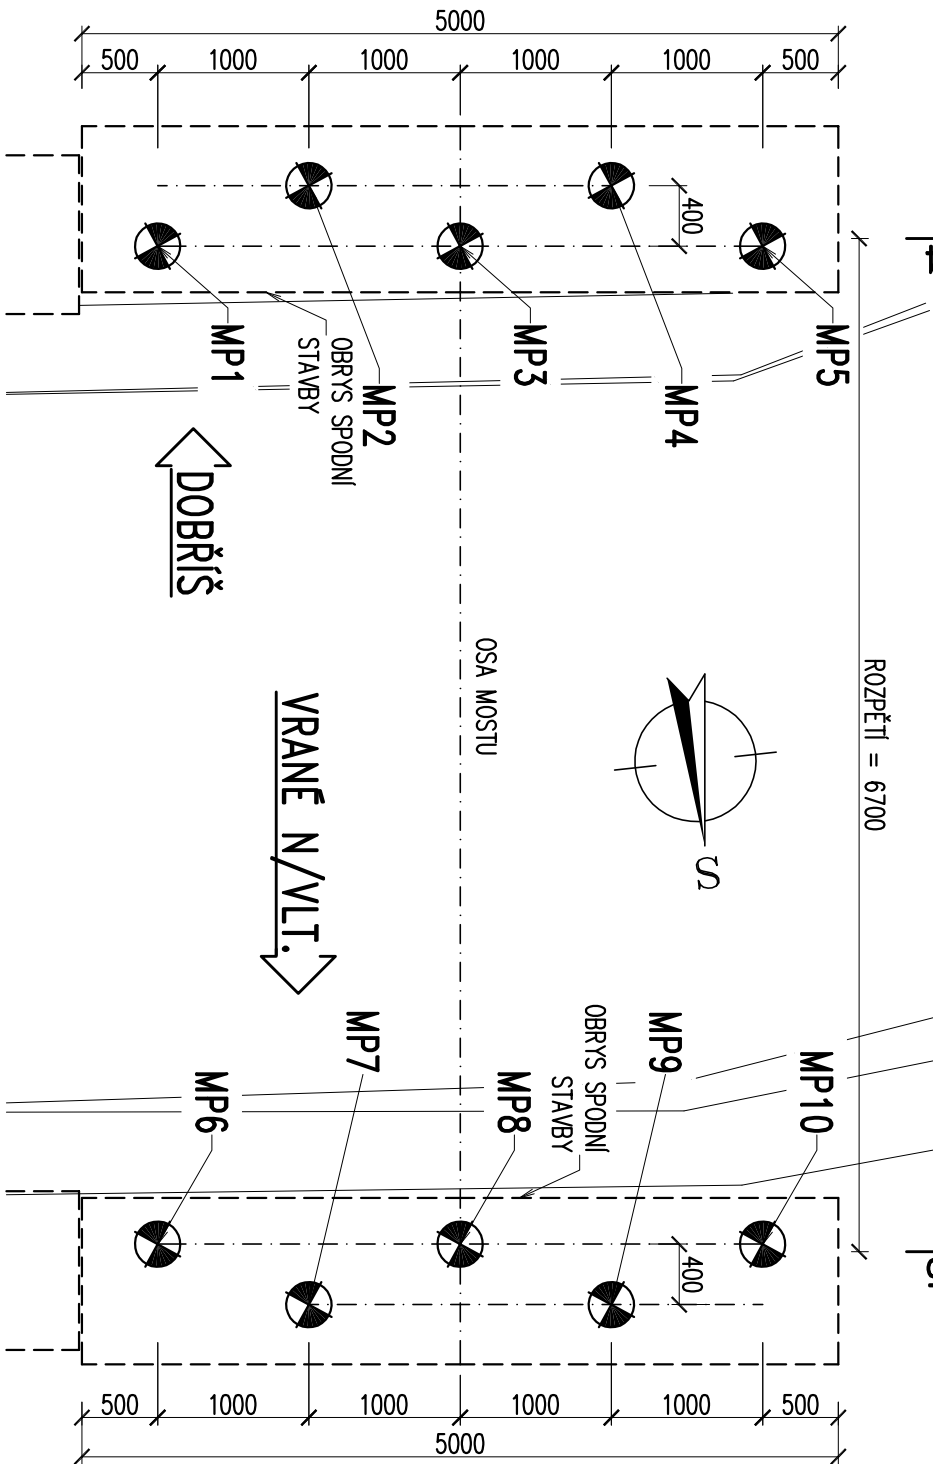 5000
500 1000 1000 1000 1000 500
400
MP1
MP2
MP3
MP4
MP5
OBRYS SPODNÍ
STAVBY
DOBŘÍŠ
OSA MOSTU
ROZPĚTÍ = 6700
S
VRANÉ N/VLT.
MP6
MP7
MP8
MP9
MP10
OBRYS SPODNÍ
STAVBY
400
500 1000 1000 1000 1000 500
5000